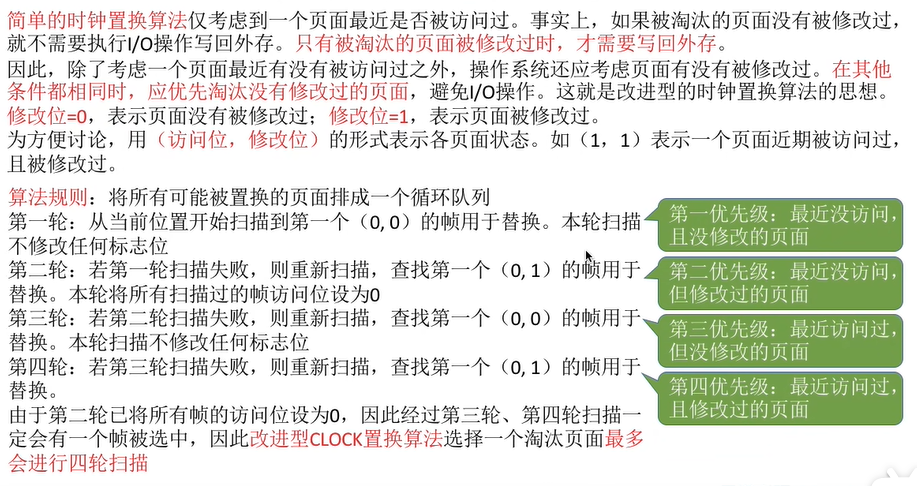 简单的时钟置换算法仅考虑到一个页面最近是否被访问过。事实上，如果被淘汰的页面没有被修改过，
就不需要执行I/O操作写回外存。只有被淘汰的页面被修改过时，才需要写回外存。
因此，除了考虑一个页面最近有没有被访问过之外，操作系统还应考虑页面有没有被修改过。在其他
条件都相同时，应优先淘汰没有修改过的页面，避免I/O操作。这就是改进型的时钟置换算法的思想。
修改位=0，表示页面没有被修改过；修改位=1，表示页面被修改过。
为方便讨论，用（访问位，修改位）的形式表示各页面状态。如（1，1）表示一个页面近期被访问过，
且被修改过。
算法规则：将所有可能被置换的页面排成一个循环队列
第一轮：从当前位置开始扫描到第一个（0, 0）的帧用于替换。本轮扫描
不修改任何标志位
第二轮：若第一轮扫描失败，则重新扫描，查找第一个（0, 1）的帧用于
替换。本轮将所有扫描过的帧访问位设为0
第三轮：若第二轮扫描失败，则重新扫描，查找第一个（0, 0）的帧用于
替换。本轮扫描不修改任何标志位
第四轮：若第三轮扫描失败，则重新扫描，查找第一个（0, 1）的帧用于
替换。
由于第二轮已将所有帧的访问位设为0，因此经过第三轮、第四轮扫描一
定会有一个帧被选中，因此改进型CLOCK置换算法选择一个淘汰页面最多
会进行四轮扫描
第一优先级：最近没访问，
且没修改的页面
第二优先级：最近没访问，
但修改过的页面
第三优先级：最近访问过，
但没修改的页面
第四优先级：最近访问过，
且修改过的页面